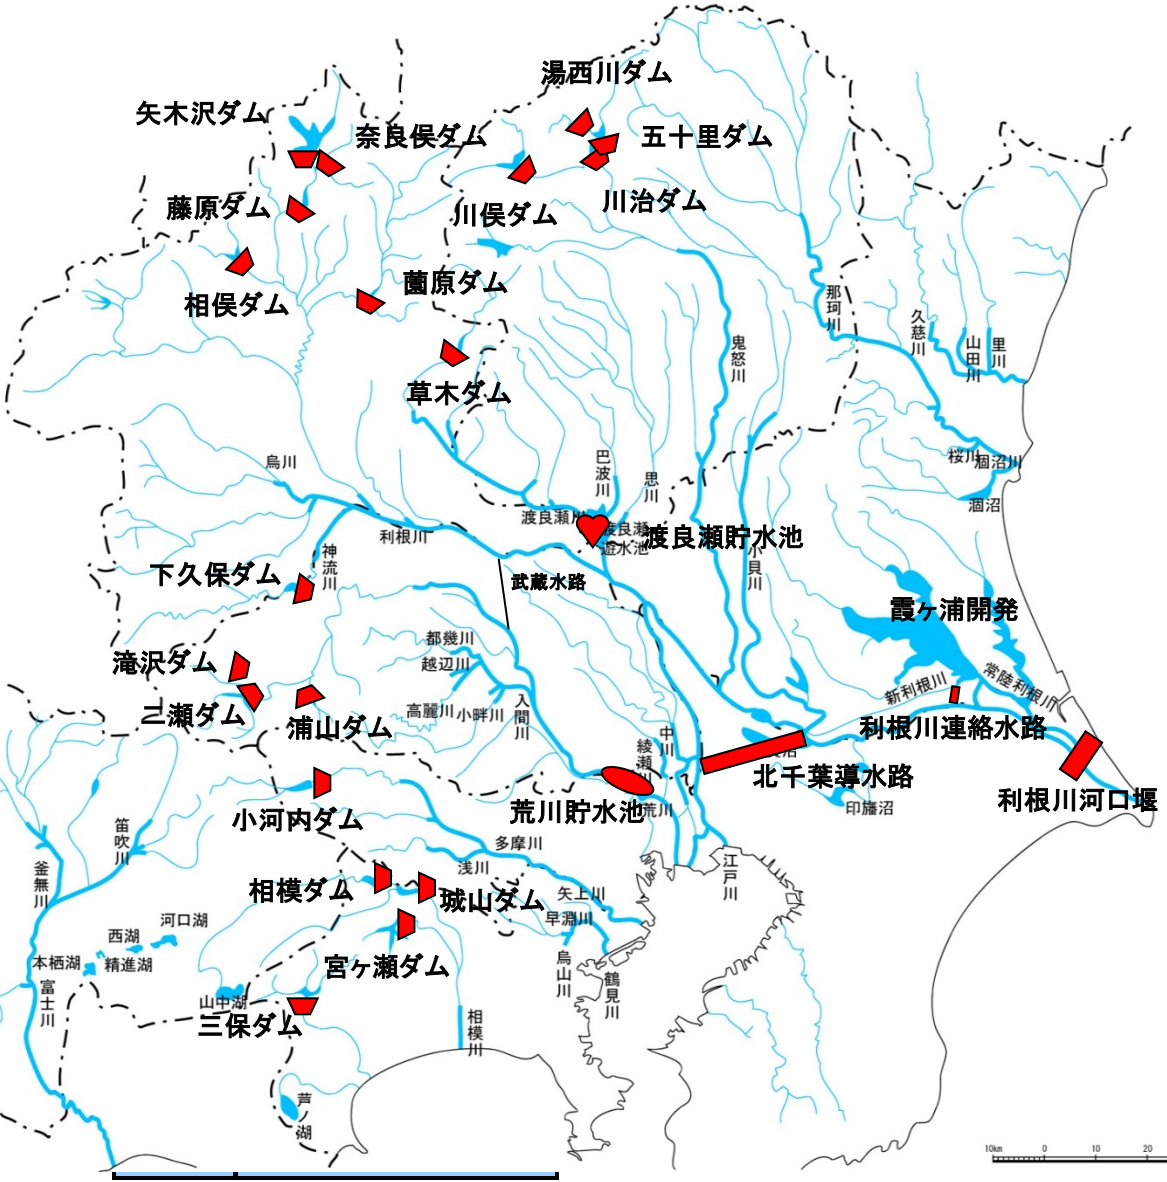 湯西川ダム
矢木沢ダム
奈良俣ダム
五十里ダム
藤原ダム
川俣ダム
川治ダム
相俣ダム
薗原ダム
那珂川
久慈川
山田川
里川
鬼怒川
草木ダム
烏川
巴波川
思川
桜川
涸沼川
涸沼
渡良瀬川
利根川
渡良瀬
遊水池
渡良瀬貯水池
神流川
小貝川
下久保ダム
武蔵水路
霞ヶ浦開発
都幾川
越辺川
滝沢ダム
二瀬ダム
浦山ダム
高麗川
小畔川
入間川
新利根川
常陸利根川
中川
綾瀬川
利根川連絡水路
北千葉導水路
利根川河口堰
荒川貯水池
荒川
印旛沼
小河内ダム
笛吹川
釜無川
多摩川
浅川
江戸川
相模ダム
城山ダム
矢上川
早淵川
河口湖
西湖
本栖湖
精進湖
宮ヶ瀬ダム
鳥山川
鶴見川
富士川
山中湖
三保ダム
相模川
芦
湖
10km 0 10 20